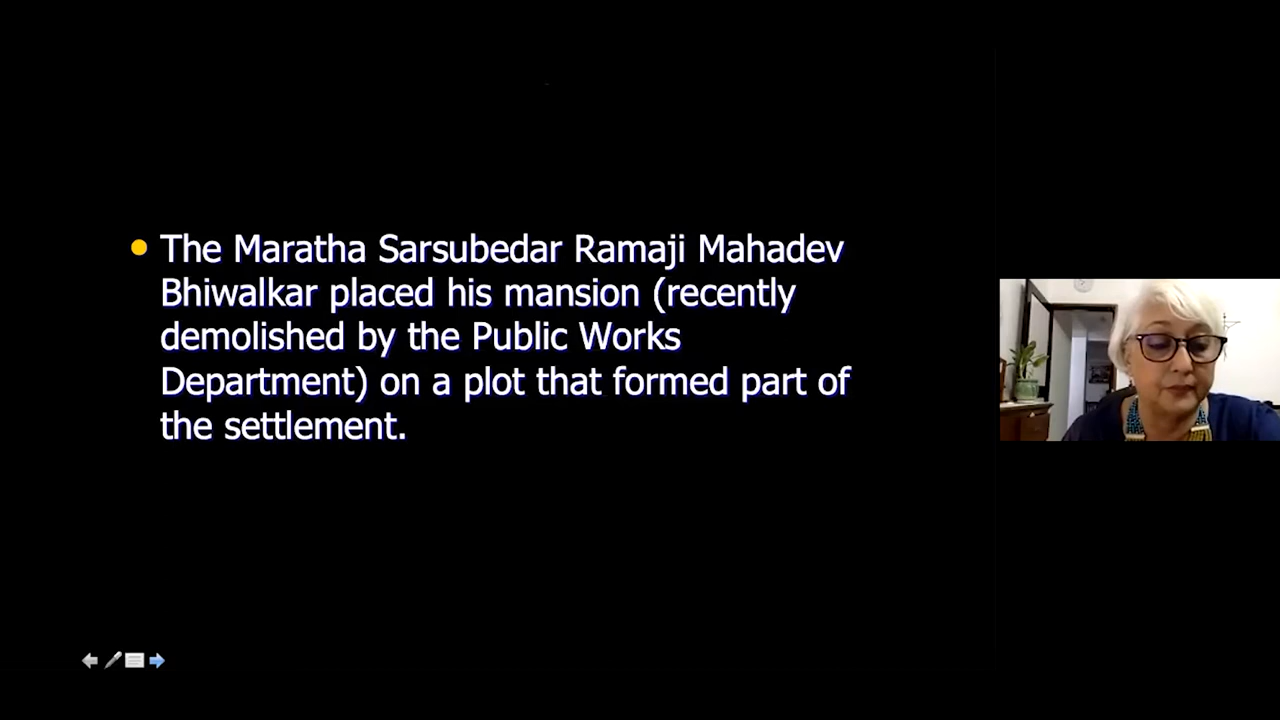 The Maratha Sarsubedar Ramaji Mahadev
Bhiwalkar placed his mansion (recently
demolished by the Public Works
Department) on a plot that formed part of
the settlement.